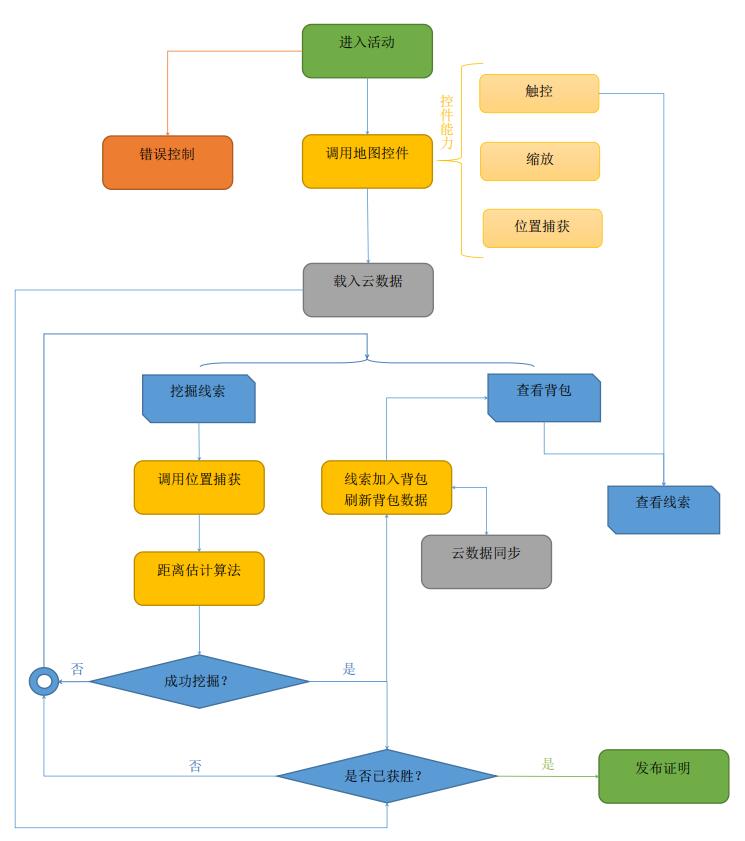 进入活动
错误控制
调用地图控件
控件能力
触控
缩放
位置捕获
载入云数据
挖掘线索
查看背包
调用位置捕获
线索加入背包
刷新背包数据
查看线索
云数据同步
距离估计算法
否
成功挖掘？
是
否
是否已获胜？
是
发布证明